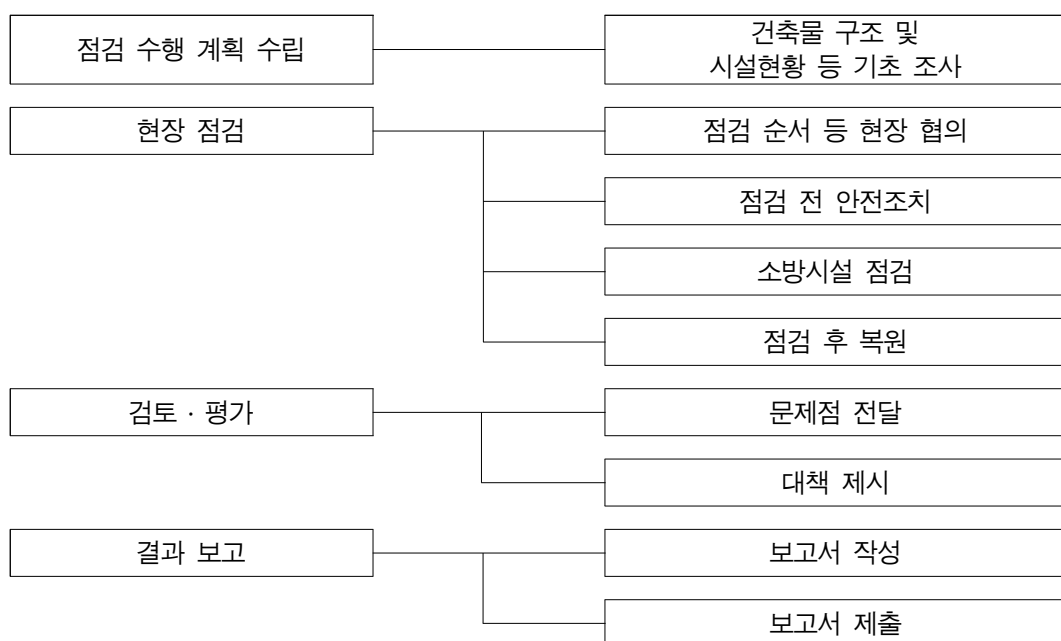 점검 수행 계획 수립
건축물 구조 및
시설현황 등 기초 조사
현장 점검
점검 순서 등 현장 협의
점검 전 안전조치
소방시설 점검
점검 후 복원
검토 · 평가
문제점 전달
대책 제시
결과 보고
보고서 작성
보고서 제출